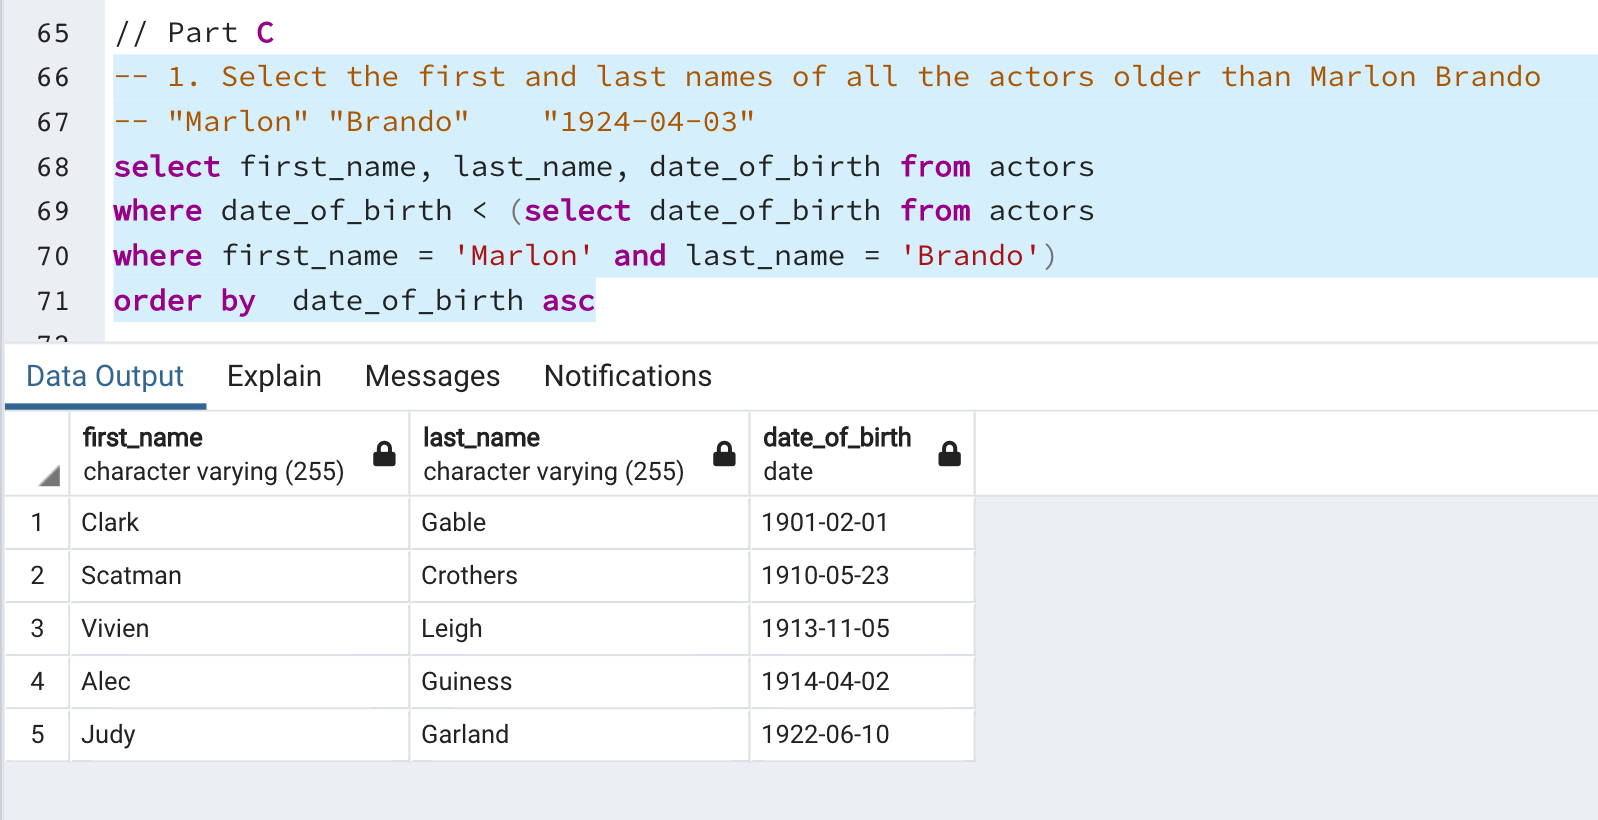 65 // Part C
66 -- 1. Select the first and last names of all the actors older than Marlon Brando
67 -- "Marlon" "Brando"    "1924-04-03"
68 select first_name, last_name, date_of_birth from actors
69 where date_of_birth < (select date_of_birth from actors
70 where first_name = 'Marlon' and last_name = 'Brando')
71 order by  date_of_birth asc
72
Data Output Explain Messages Notifications
first_name last_name date_of_birth
character varying (255) character varying (255) date
1 Clark Gable 1901-02-01
2 Scatman Crothers 1910-05-23
3 Vivien Leigh 1913-11-05
4 Alec Guiness 1914-04-02
5 Judy Garland 1922-06-10